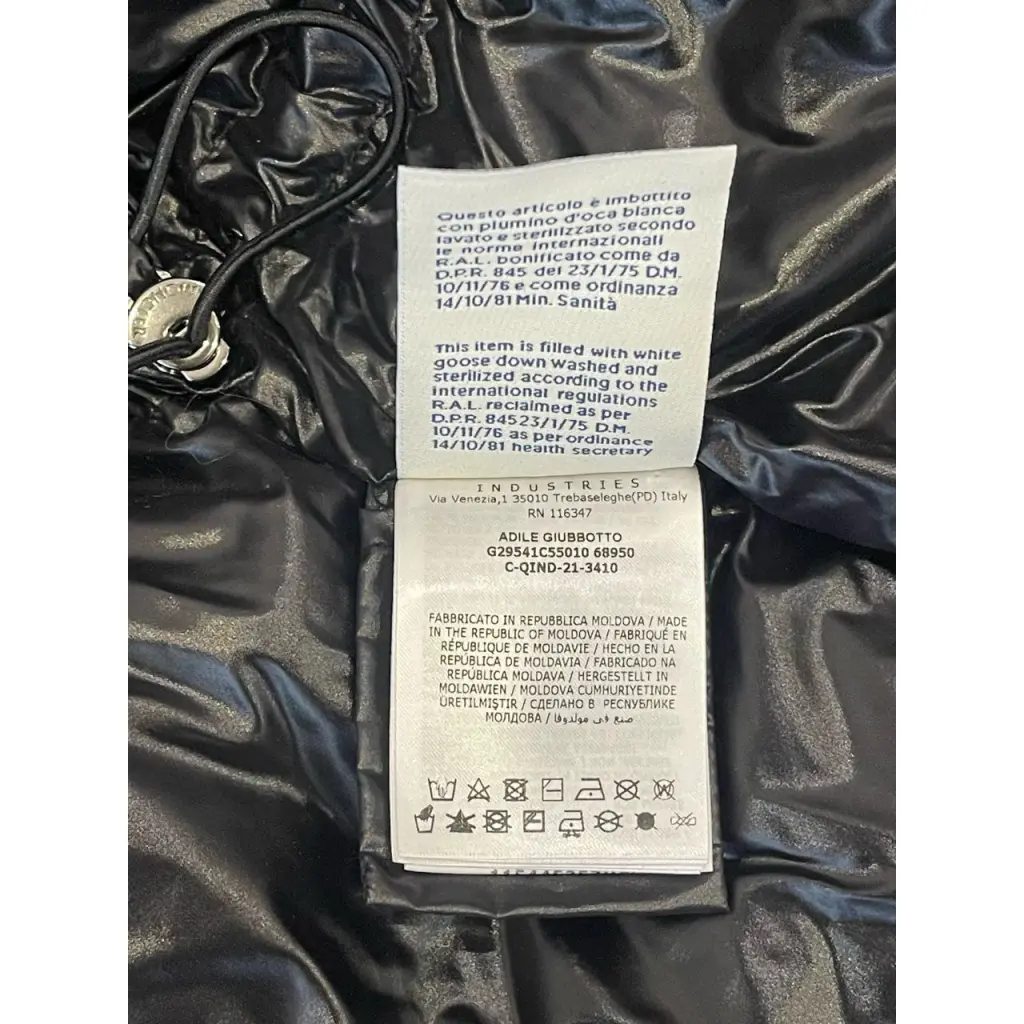 Questo articolo è imbottito
con piumino d'oca bianca
lavato e sterilizzato secondo
le norme internazionali
R.A.L. bonificato come da
D.P.R. 845 del 23/1/75 D.M.
10/11/76 e come ordinanza
14/10/81 Min. Sanità
This item is filled with white
goose down washed and
sterilized according to the
international regulations
R.A.L. reclaimed as per
D.P.R. 84523/1/75 D.M.
10/11/76 as per ordinance
14/10/81 health secretary
INDUSTRIES
Via Venezia,1 35010 Trebaseleghe(PD) Italy
RN 116347
ADILE GIUBBOTTO
G29541C55010 68950
C-QIND-21-3410
FABBRICATO IN REPUBBLICA MOLDOVA / MADE
IN THE REPUBLIC OF MOLDOVA / FABRIQUÉ EN
RÉPUBLIQUE DE MOLDAVIE / HECHO EN LA
REPÚBLICA DE MOLDAVIA / FABRICADO NA
REPÚBLICA MOLDAVA / HERGESTELLT IN
MOLDAWIEN / MOLDOVA CUMHURIYETINDE
ÜRETILMIŞTIR / СДЕЛАНО В РЕСПУБЛИКЕ
МОЛДОВА / صنع في مولدوفا